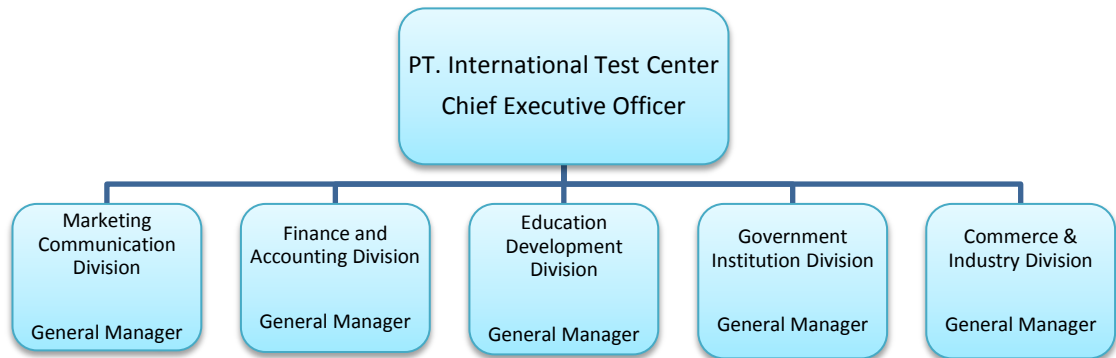 PT. International Test Center
Chief Executive Officer
Marketing
Communication
Division
General Manager
Finance and
Accounting Division
General Manager
Education
Development
Division
General Manager
Government
Institution Division
General Manager
Commerce &
Industry Division
General Manager